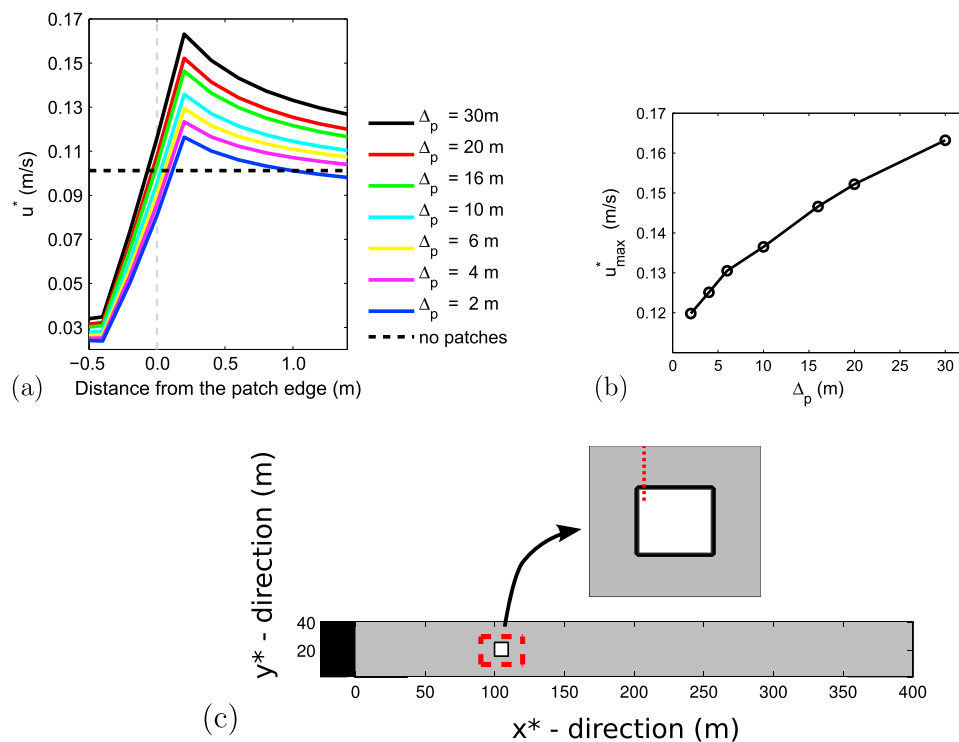 0.17
0.15
0.13
0.11
0.09
0.07
0.05
0.03
u* (m/s)
−0.5 0.0 0.5 1.0
Distance from the patch edge (m)
(a)
Δp = 30m
Δp = 20 m
Δp = 16 m
Δp = 10 m
Δp = 6 m
Δp = 4 m
Δp = 2 m
no patches
0.17
0.16
0.15
0.14
0.13
0.12
u*max (m/s)
0 5 10 15 20 25 30
Δp (m)
(b)
y* - direction (m)
40
20
0 50 100 150 200 250 300 350 400
x* - direction (m)
(c)